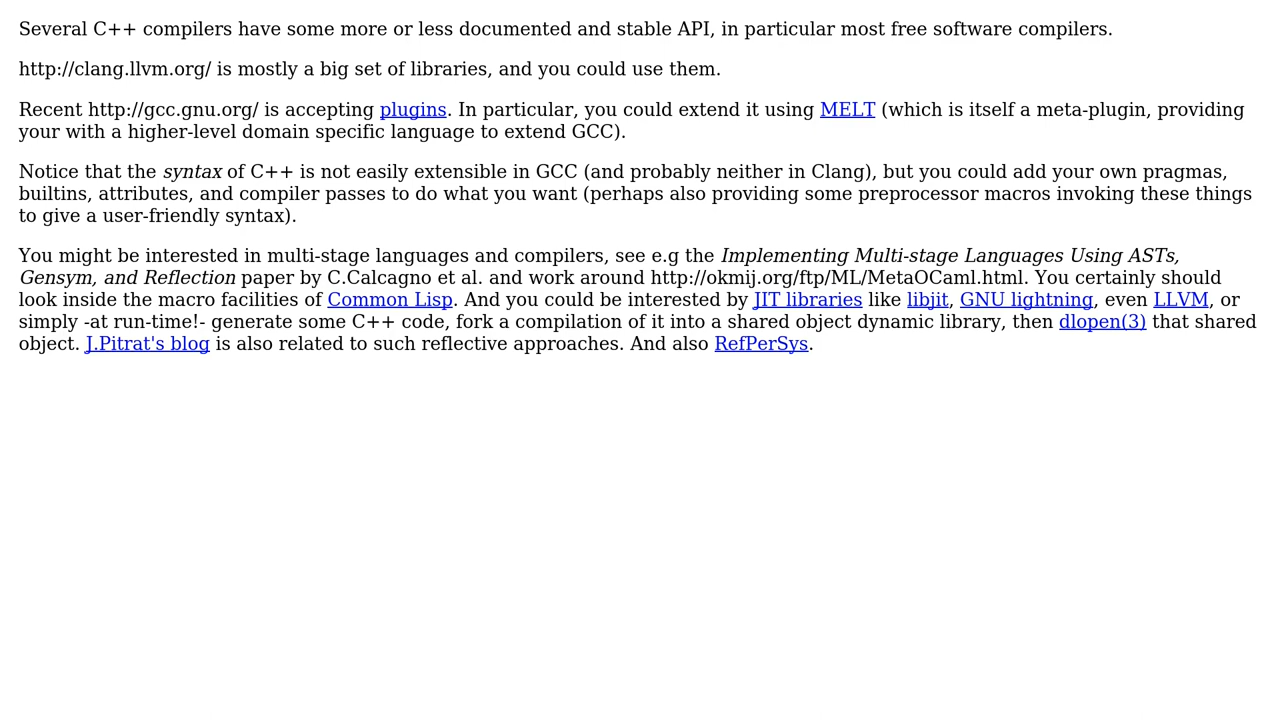 Several C++ compilers have some more or less documented and stable API, in particular most free software compilers.
http://clang.llvm.org/ is mostly a big set of libraries, and you could use them.
Recent http://gcc.gnu.org/ is accepting plugins. In particular, you could extend it using MELT (which is itself a meta-plugin, providing
your with a higher-level domain specific language to extend GCC).
Notice that the syntax of C++ is not easily extensible in GCC (and probably neither in Clang), but you could add your own pragmas,
builtins, attributes, and compiler passes to do what you want (perhaps also providing some preprocessor macros invoking these things
to give a user-friendly syntax).
You might be interested in multi-stage languages and compilers, see e.g the Implementing Multi-stage Languages Using ASTs,
Gensym, and Reflection paper by C.Calcagno et al. and work around http://okmij.org/ftp/ML/MetaOCaml.html. You certainly should
look inside the macro facilities of Common Lisp. And you could be interested by JIT libraries like libjit, GNU lightning, even LLVM, or
simply -at run-time!- generate some C++ code, fork a compilation of it into a shared object dynamic library, then dlopen(3) that shared
object. J.Pitrat's blog is also related to such reflective approaches. And also RefPerSys.